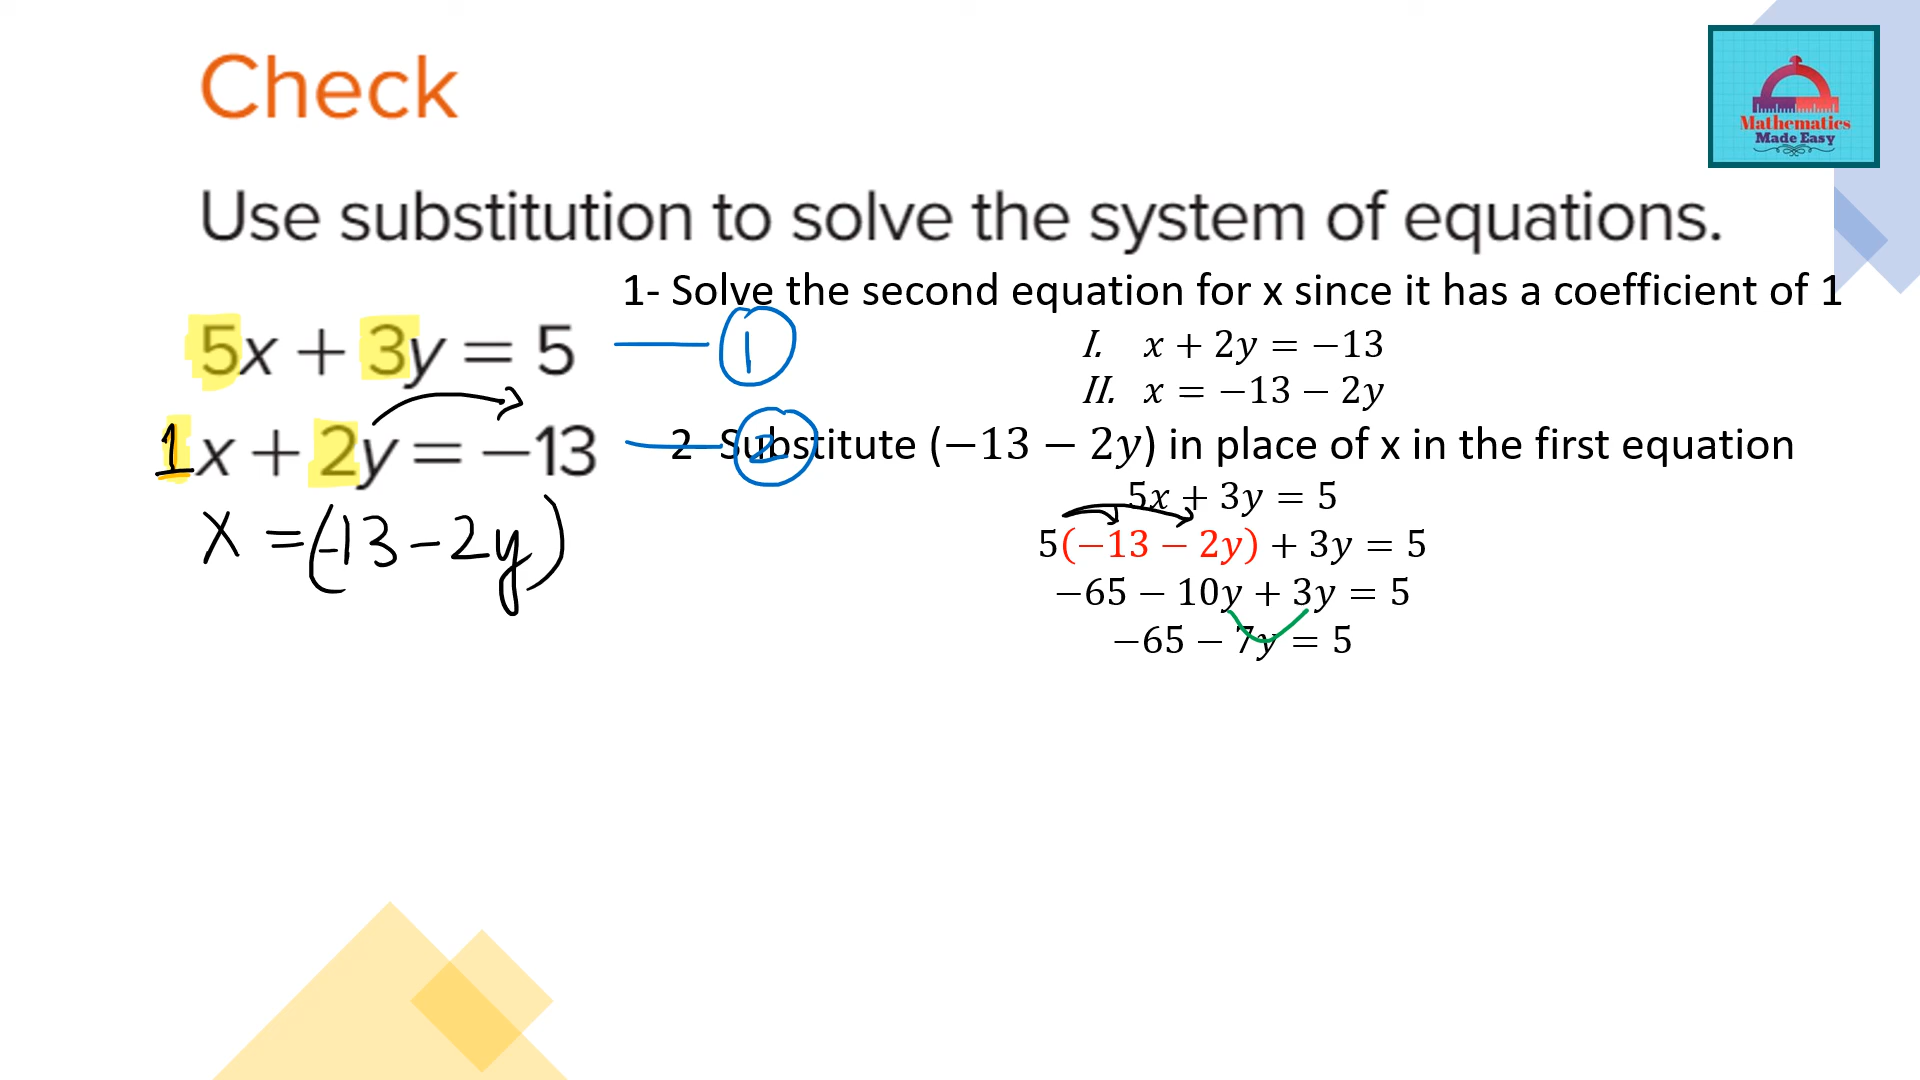 Check
Mathematics
Made Easy
Use substitution to solve the system of equations.
5x + 3y = 5
1
1x + 2y = −13
2
X = (-13 - 2y)
1- Solve the second equation for x since it has a coefficient of 1
I. x + 2y = −13
II. x = −13 − 2y
2- Substitute (−13 − 2y) in place of x in the first equation
5x + 3y = 5
5(−13 − 2y) + 3y = 5
−65 − 10y + 3y = 5
−65 − 7y = 5